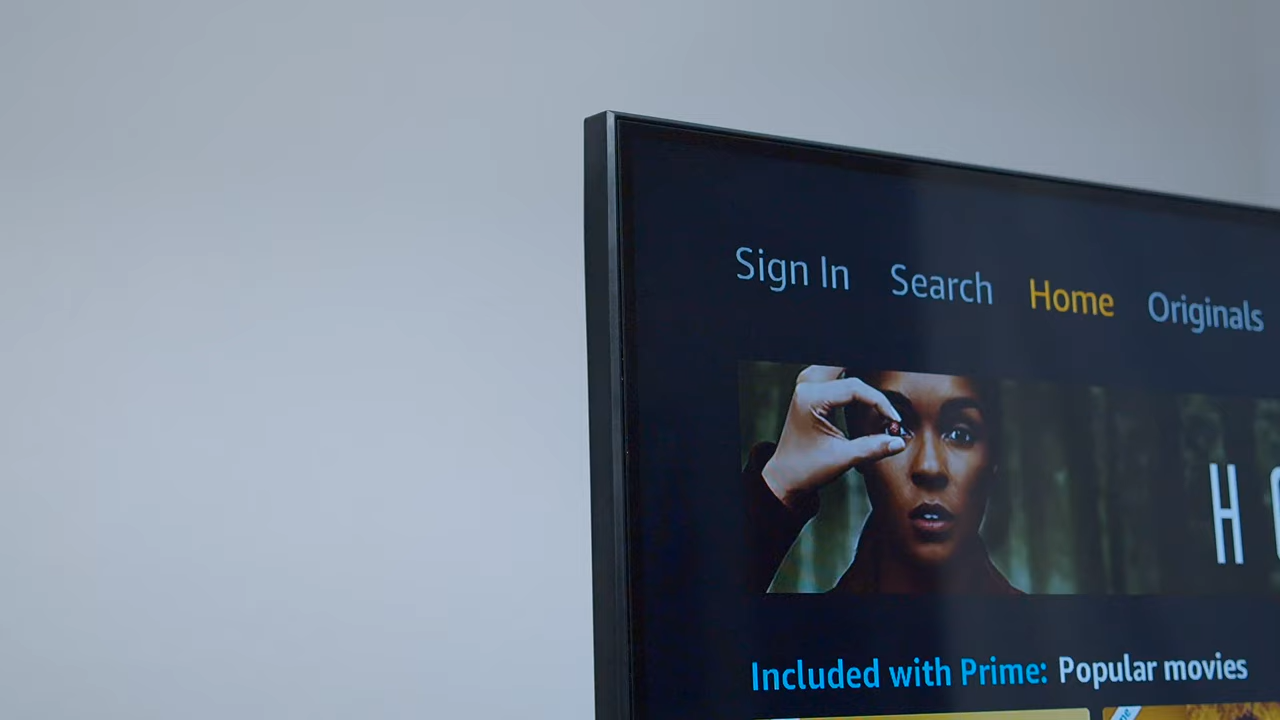 Sign In Search Home Originals
H
Included with Prime: Popular movies